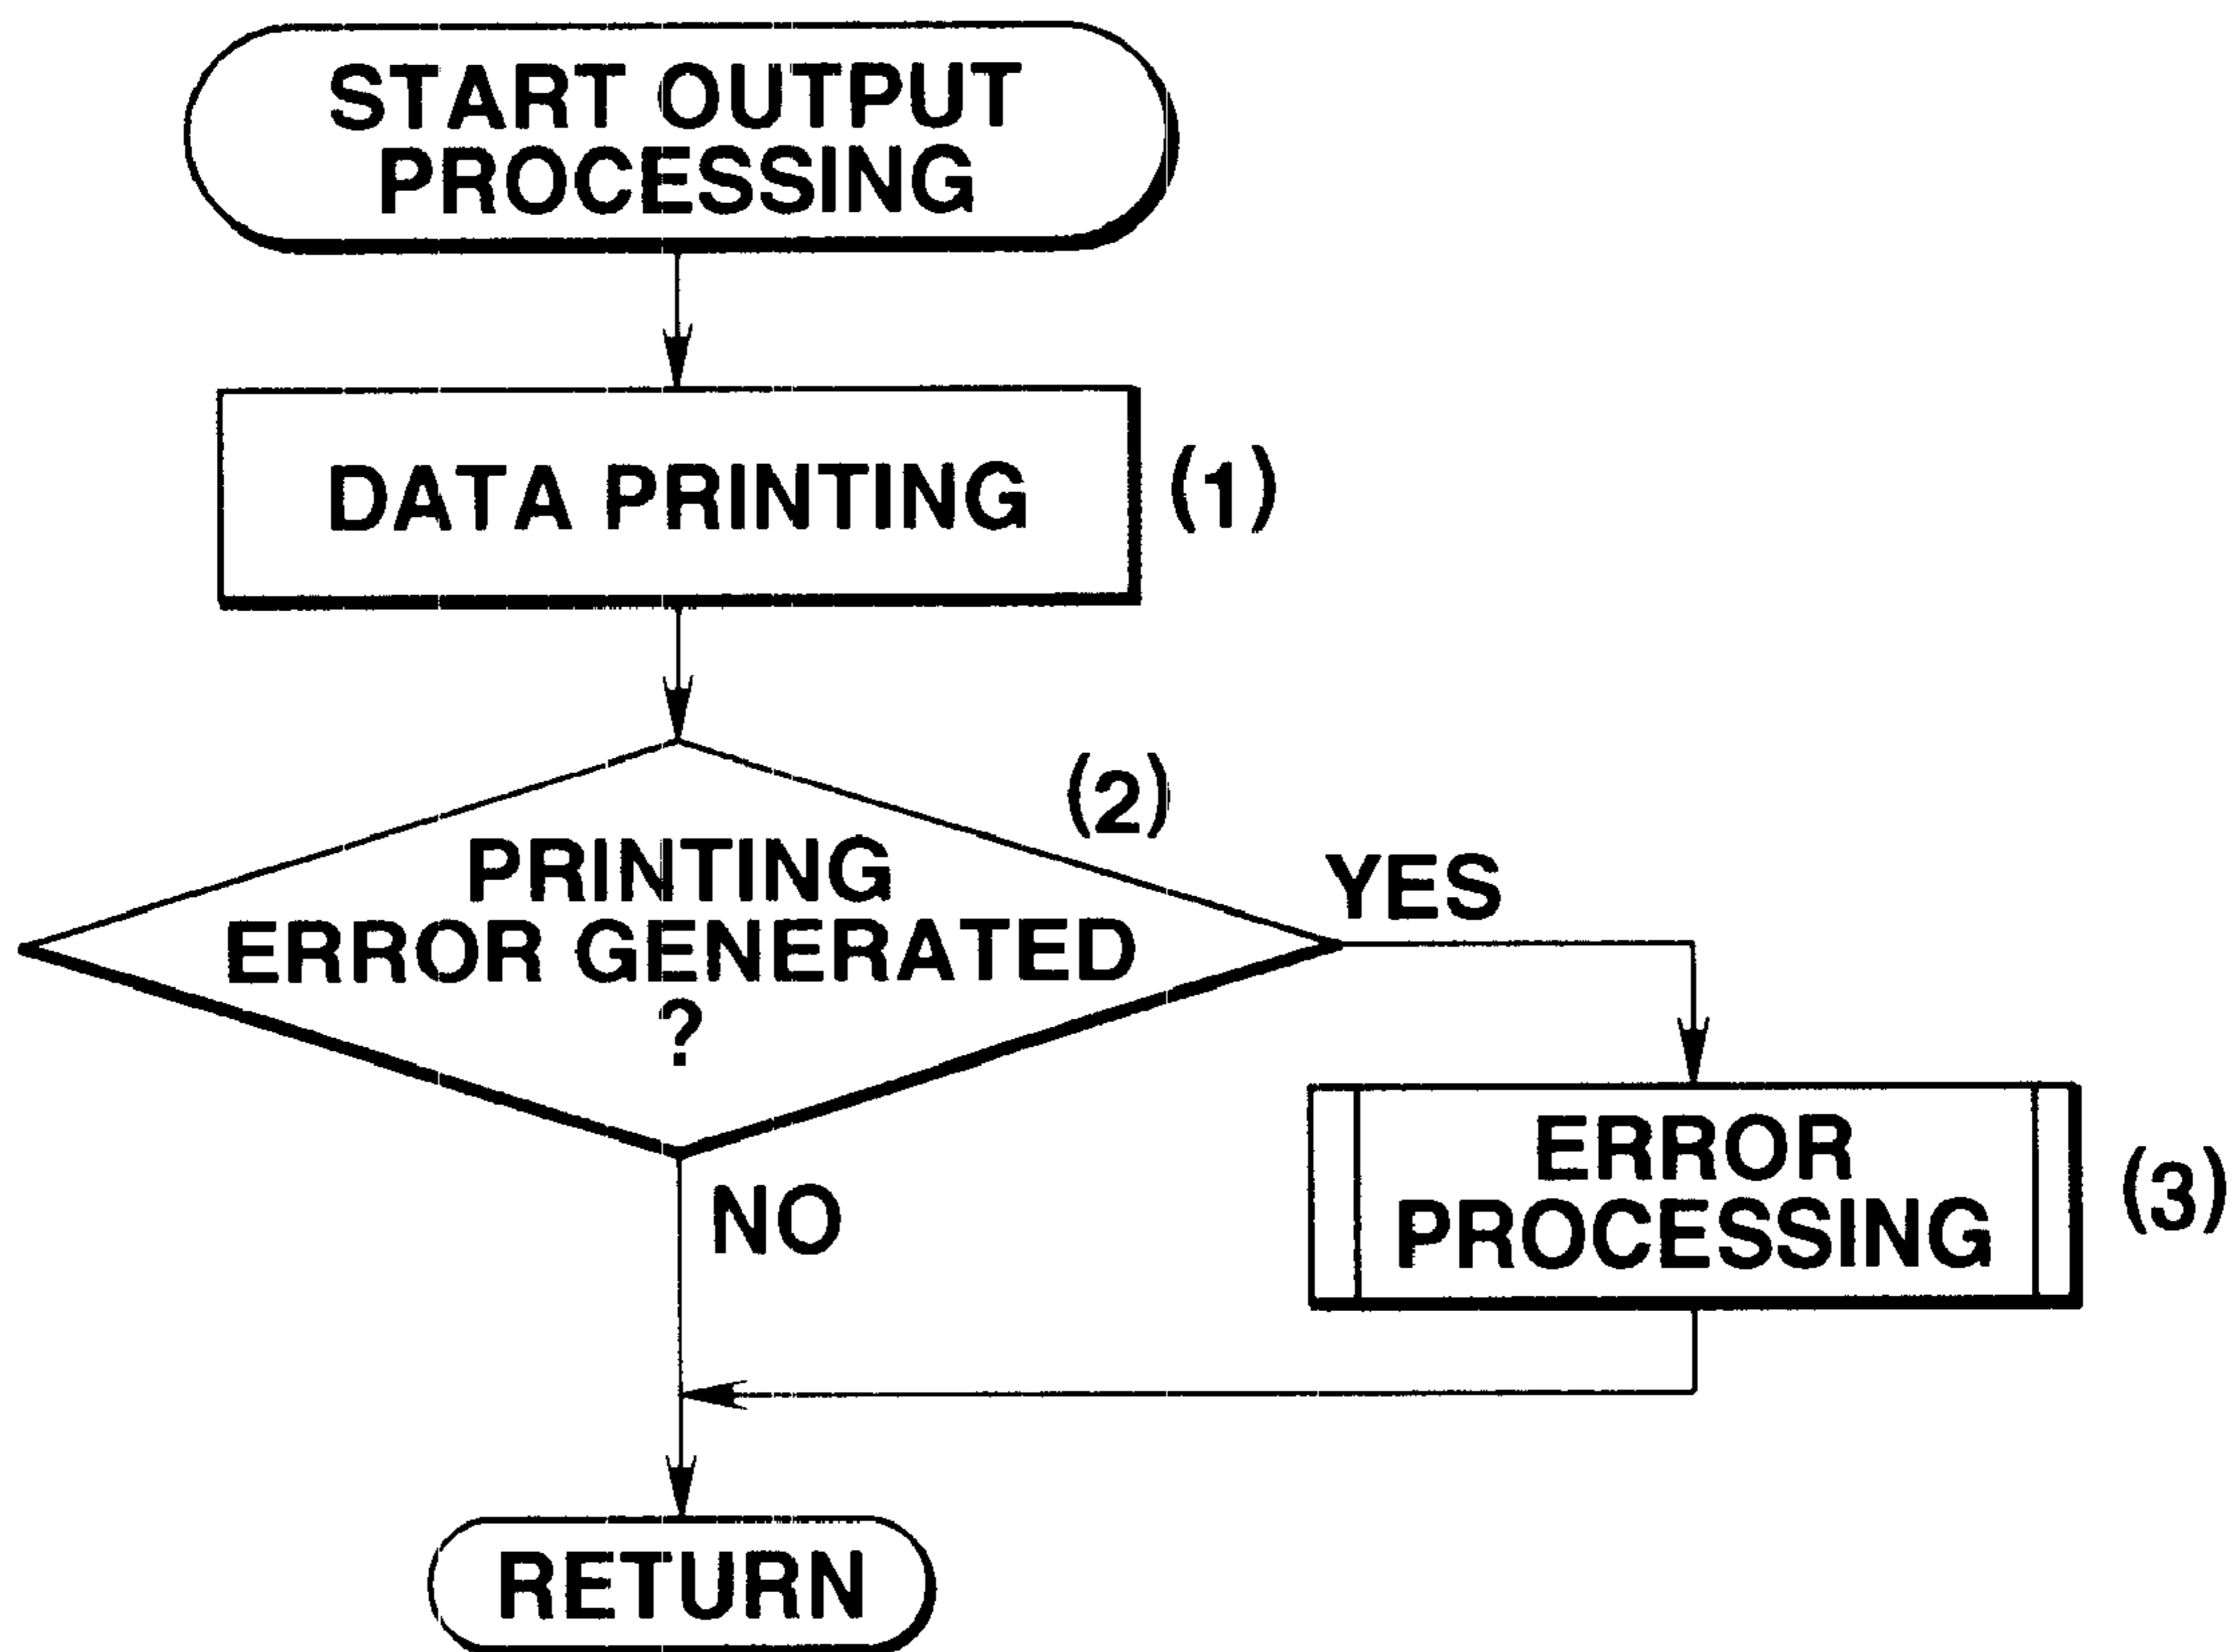 START OUTPUT
PROCESSING
DATA PRINTING
(1)
(2)
PRINTING
ERROR GENERATED
?
YES
NO
ERROR
PROCESSING
(3)
RETURN